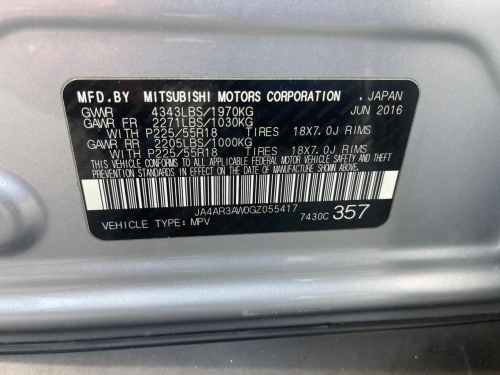 MFD.BY MITSUBISHI MOTORS CORPORATION , JAPAN
GVWR 4343LBS/1970KG JUN 2016
GAWR FR 2271LBS/1030KG
WITH P225/55R18 TIRES 18X7.0J RIMS
GAWR RR 2205LBS/1000KG
WITH P225/55R18 TIRES 18X7.0J RIMS
THIS VEHICLE CONFORMS TO ALL APPLICABLE FEDERAL MOTOR VEHICLE SAFETY
STANDARDS IN EFFECT ON THE DATE OF MANUFACTURE SHOWN ABOVE.
JA4AR3AW0GZ055417
VEHICLE TYPE: MPV 7430C 357